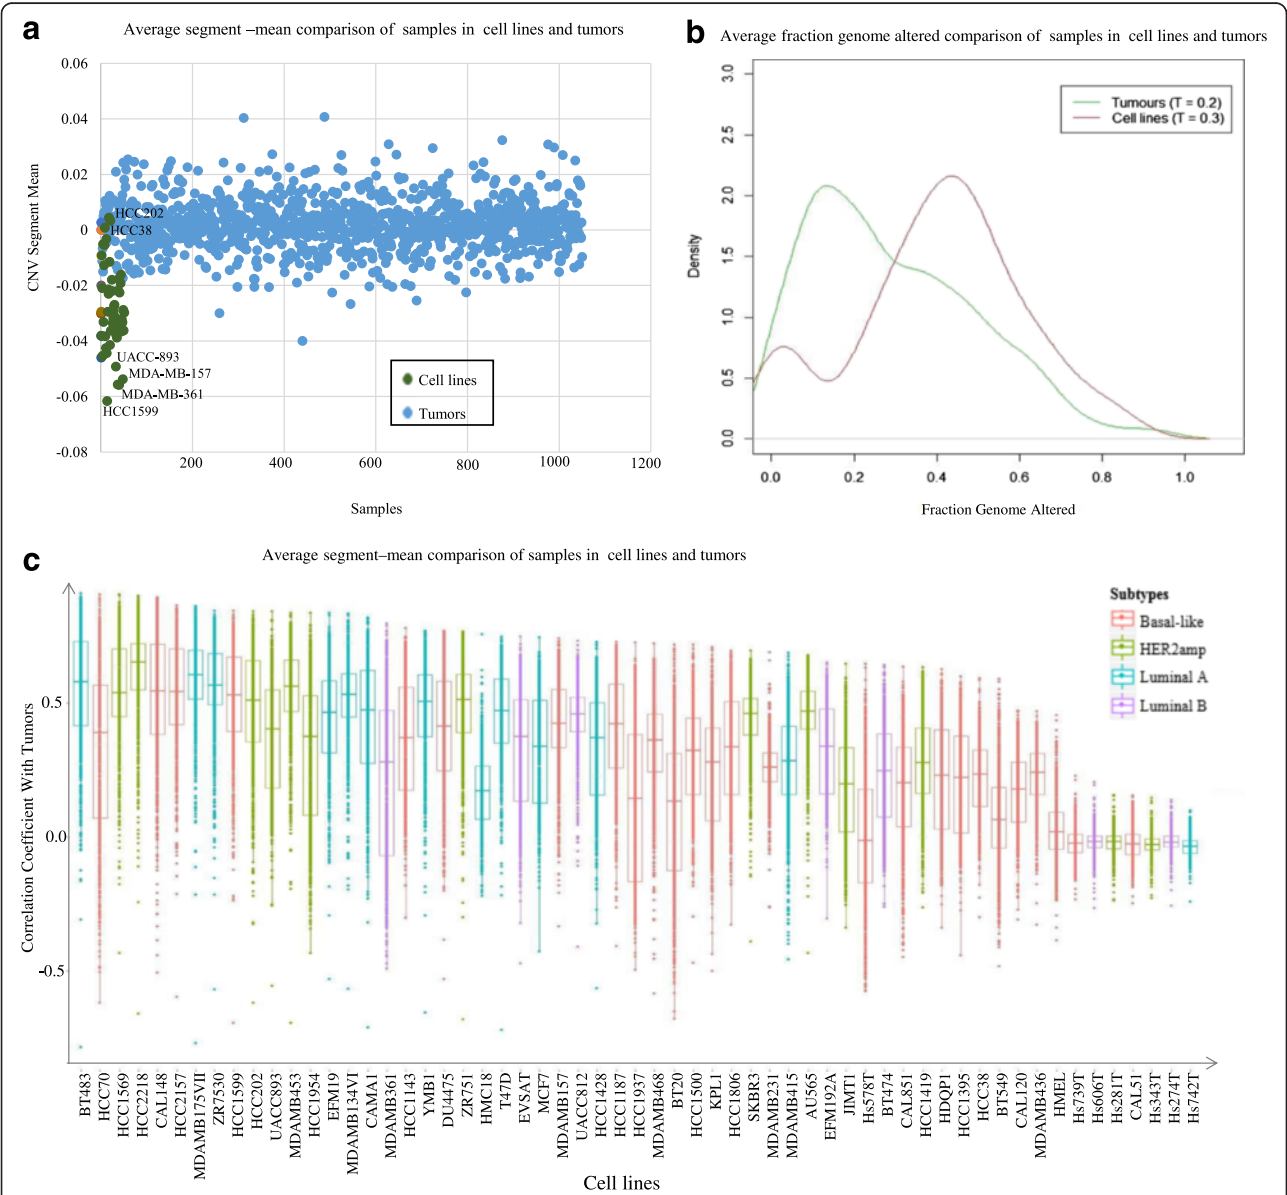 a
Average segment –mean comparison of samples in cell lines and tumors
0.06
0.04
0.02
0
-0.02
-0.04
-0.06
-0.08
CNV Segment Mean
HCC202
HCC38
UACC-893
MDA-MB-157
MDA-MB-361
HCC1599
Cell lines
Tumors
200
400
600
800
1000
1200
Samples
b
Average fraction genome altered comparison of samples in cell lines and tumors
3.0
2.5
2.0
1.5
1.0
0.5
0.0
Density
Tumours (T = 0.2)
Cell lines (T = 0.3)
0.0
0.2
0.4
0.6
0.8
1.0
Fraction Genome Altered
c
Average segment–mean comparison of samples in cell lines and tumors
Correlation Coefficient With Tumors
0.5
0.0
-0.5
Subtypes
Basal-like
HER2amp
Luminal A
Luminal B
BT483
HCC70
HCC1569
HCC2218
CAL148
HCC2157
MDAMB175VII
ZR7530
HCC1599
HCC202
UACC893
MDAMB453
HCC1954
EFM19
MDAMB134VI
CAMA1
MDAMB361
HCC1143
YMB1
DU4475
ZR751
HMC18
T47D
EVSAT
MCF7
MDAMB157
UACC812
HCC1428
HCC1187
HCC1937
MDAMB468
BT20
HCC1500
KPL1
HCC1806
SKBR3
MDAMB231
MDAMB415
AU565
EFM192A
JIMT1
Hs578T
BT474
CAL851
HCC1419
HDQP1
HCC1395
HCC38
BT549
CAL120
MDAMB436
HMEL
Hs739T
Hs606T
Hs281T
CAL51
Hs343T
Hs274T
Hs742T
Cell lines